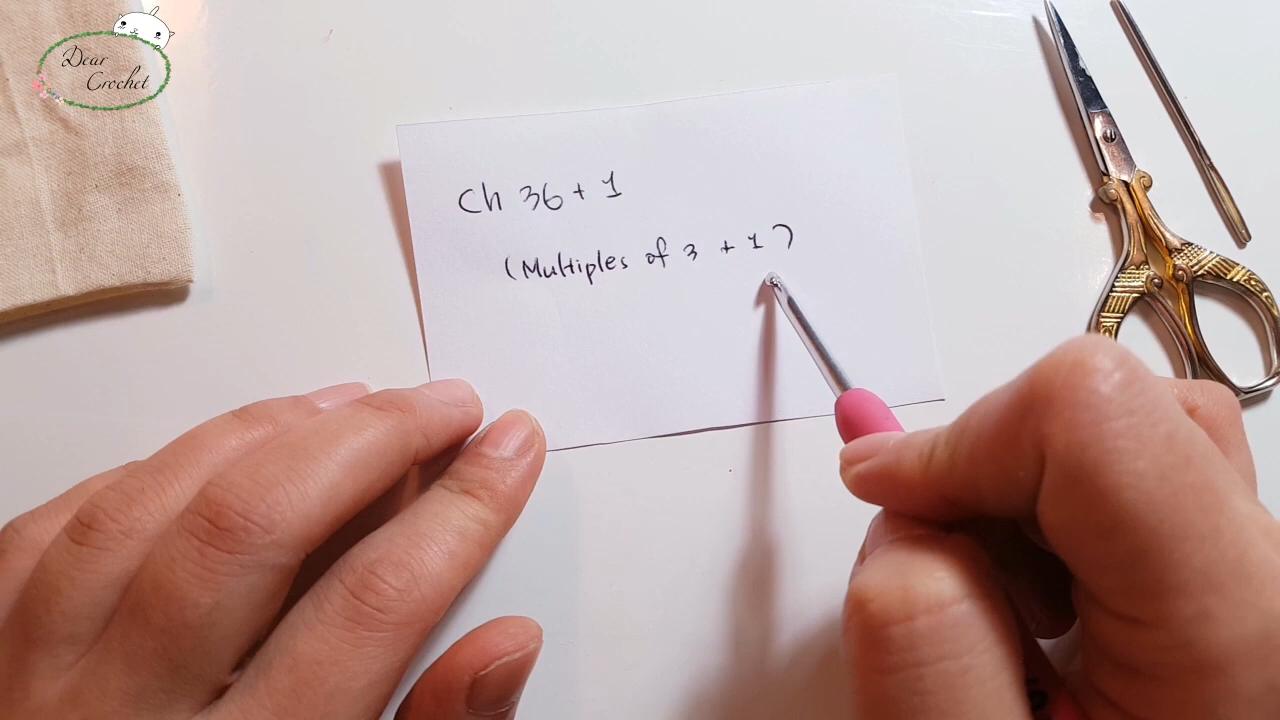 Dear
Crochet
Ch 36 + 1
(Multiples of 3 + 1)